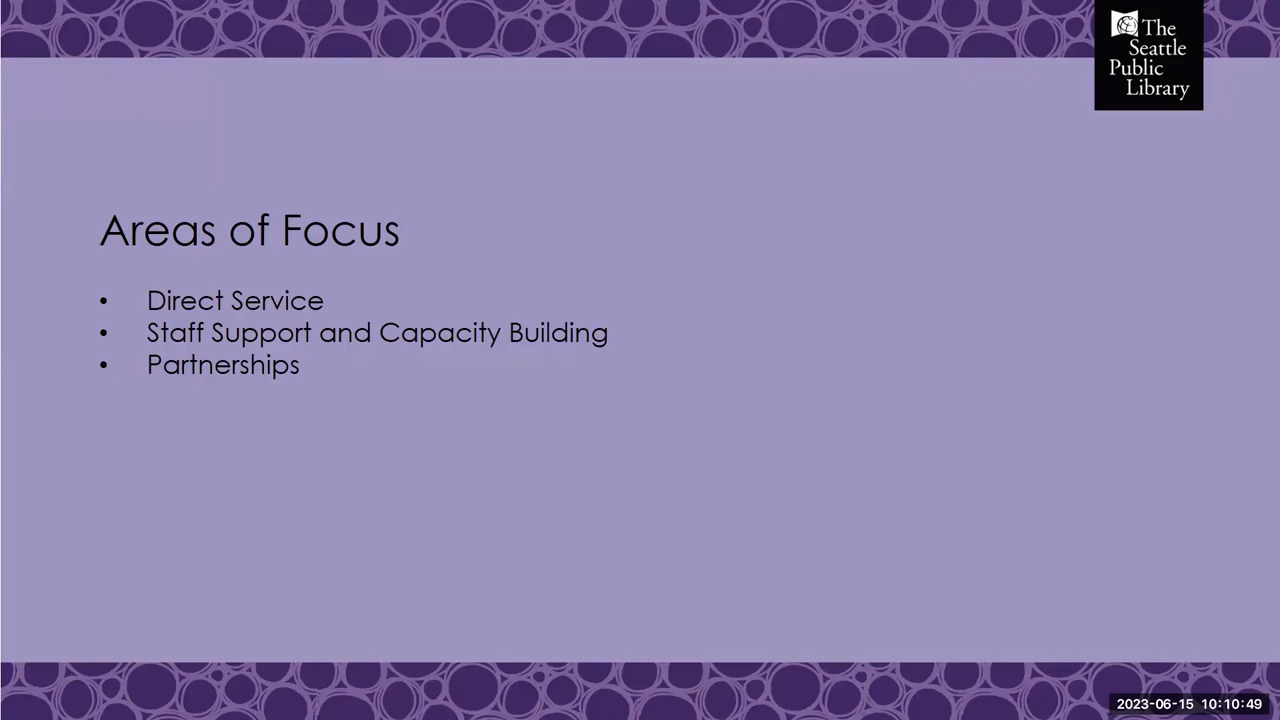 The
Seattle
Public
Library
Areas of Focus
• Direct Service
• Staff Support and Capacity Building
• Partnerships
2023-06-15 10:10:49